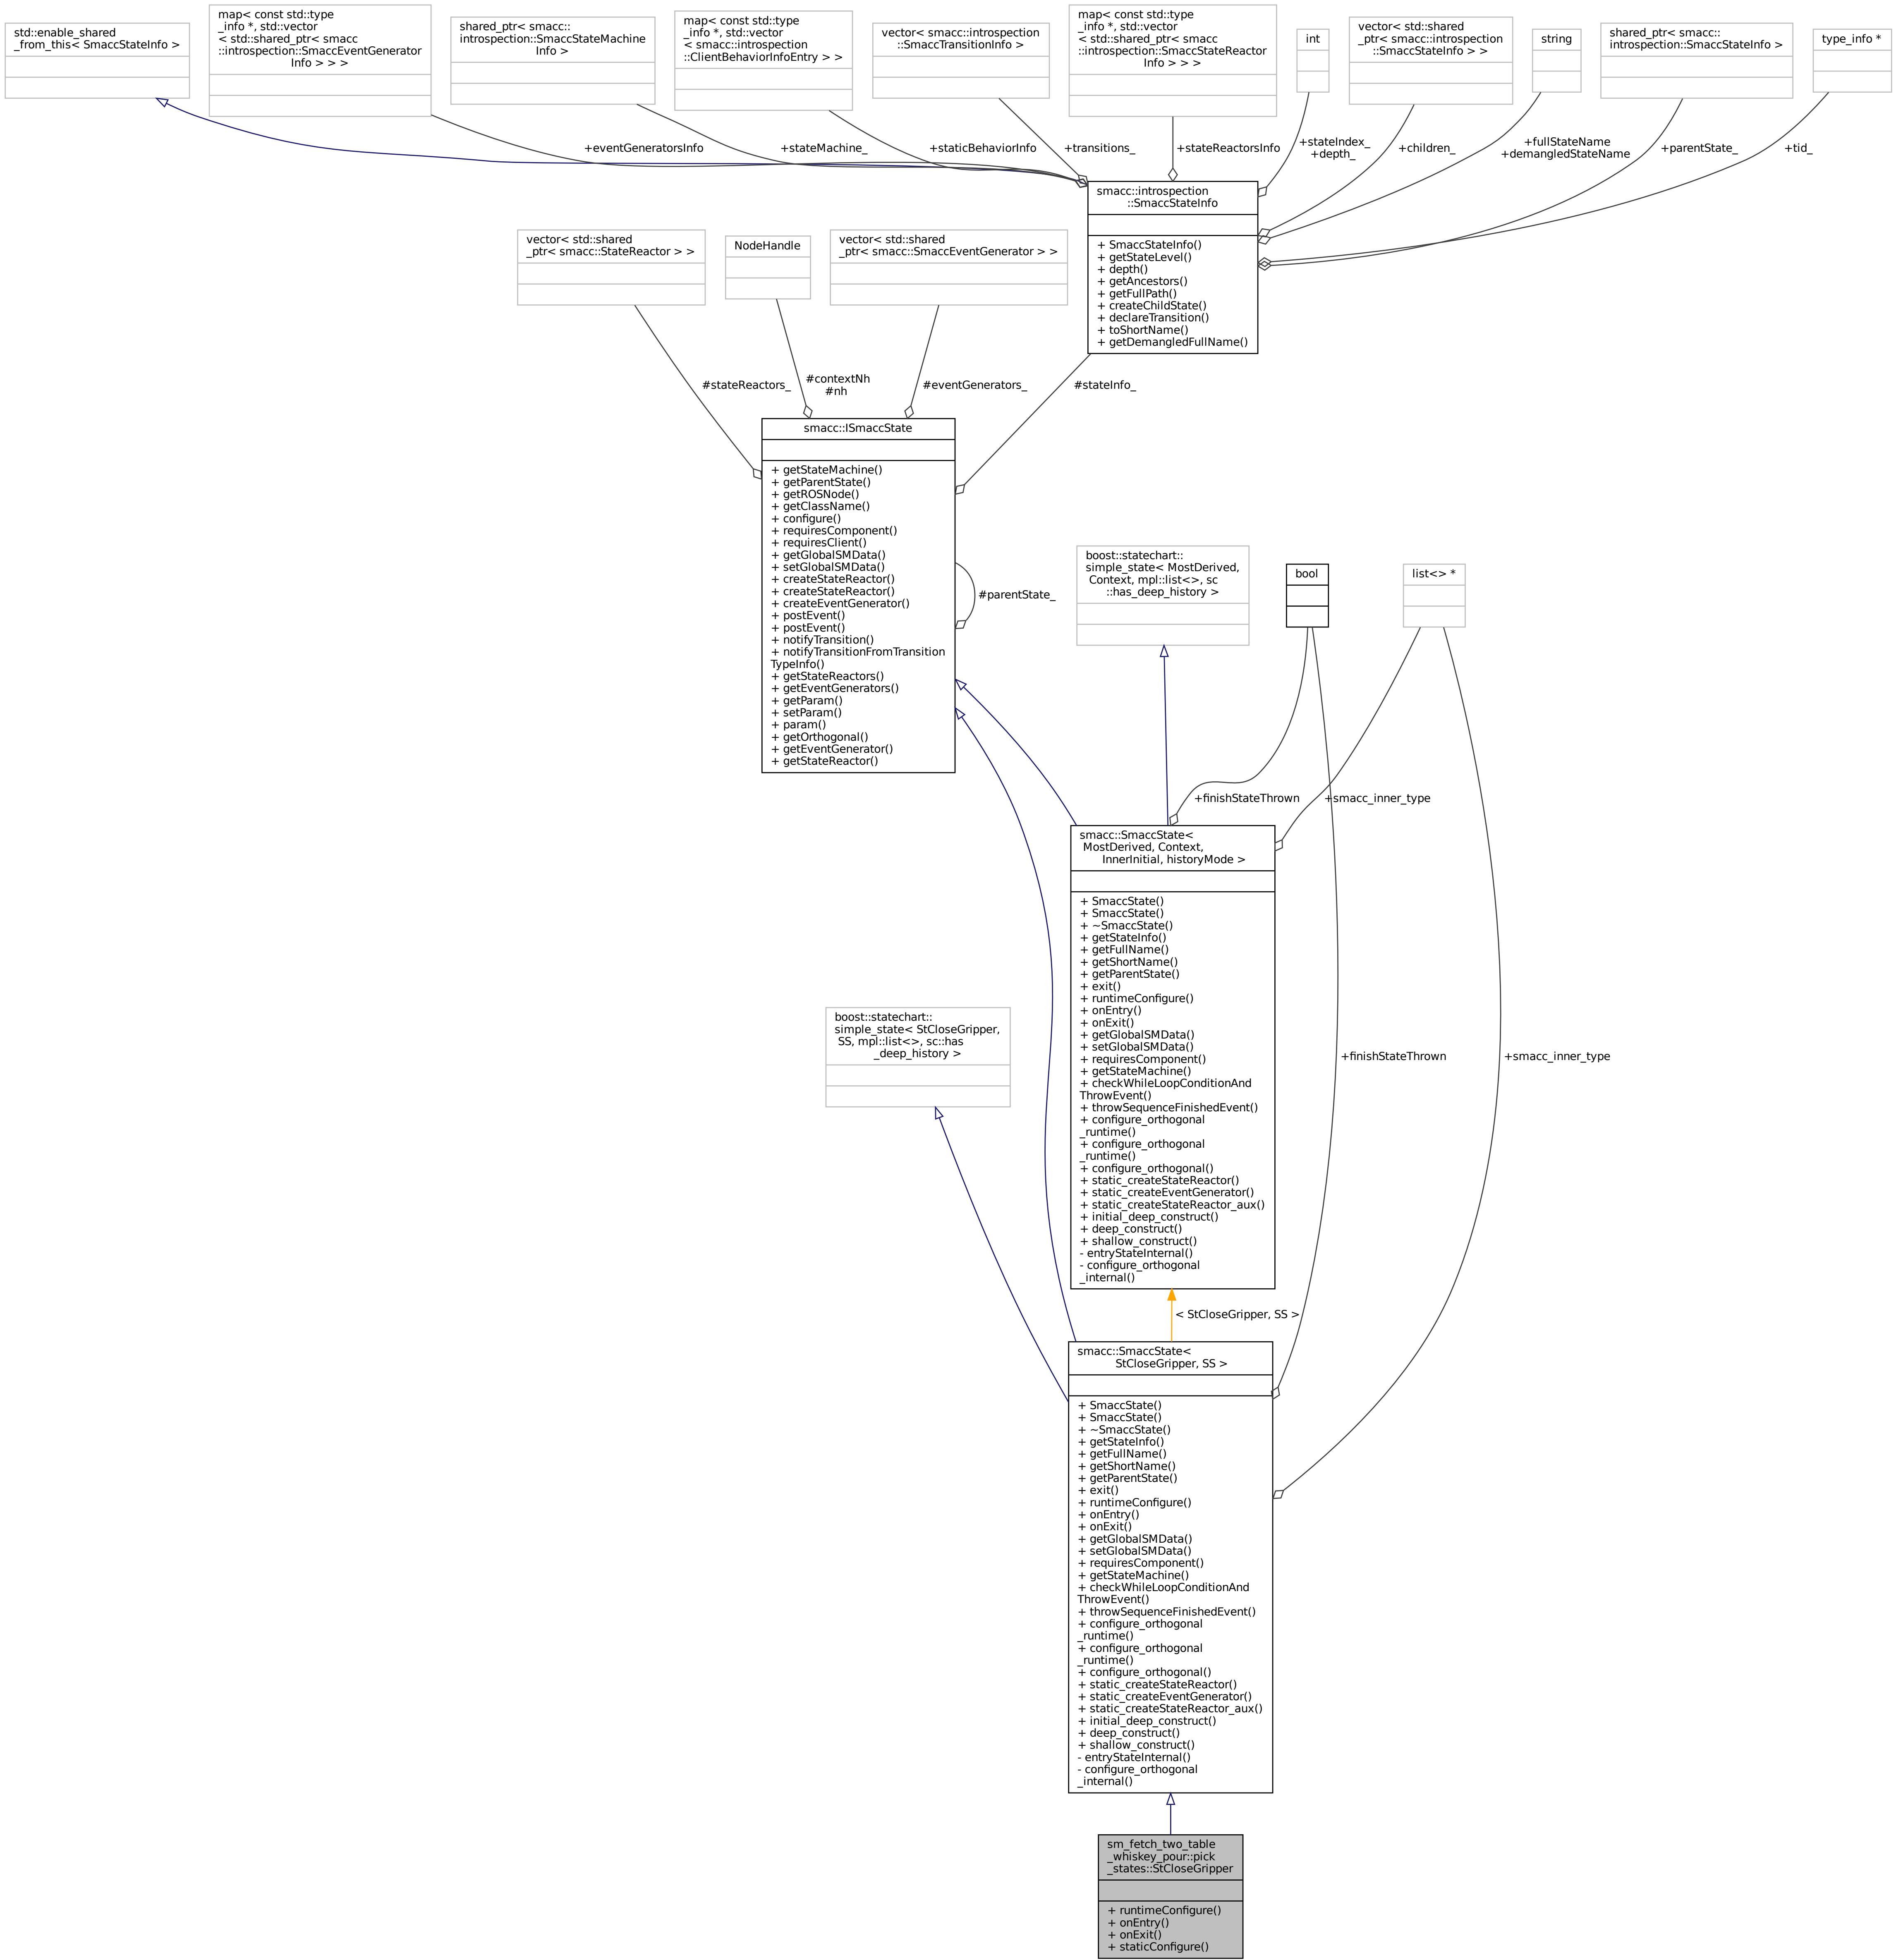 std::enable_shared
_from_this< SmaccStateInfo >
map< const std::type
_info *, std::vector
< std::shared_ptr< smacc
::introspection::SmaccEventGenerator
Info > > >
shared_ptr< smacc::
introspection::SmaccStateMachine
Info >
map< const std::type
_info *, std::vector
< smacc::introspection
::ClientBehaviorInfoEntry > >
vector< smacc::introspection
::SmaccTransitionInfo >
map< const std::type
_info *, std::vector
< std::shared_ptr< smacc
::introspection::SmaccStateReactor
Info > > >
int
vector< std::shared
_ptr< smacc::introspection
::SmaccStateInfo > >
string
shared_ptr< smacc::
introspection::SmaccStateInfo >
type_info *
+eventGeneratorsInfo
+stateMachine_
+staticBehaviorInfo
+transitions_
+stateReactorsInfo
+stateIndex_
+depth_
+children_
+fullStateName
+demangledStateName
+parentState_
+tid_
smacc::introspection
::SmaccStateInfo
+ SmaccStateInfo()
+ getStateLevel()
+ depth()
+ getAncestors()
+ getFullPath()
+ createChildState()
+ declareTransition()
+ toShortName()
+ getDemangledFullName()
vector< std::shared
_ptr< smacc::StateReactor > >
NodeHandle
vector< std::shared
_ptr< smacc::SmaccEventGenerator > >
#stateReactors_
#contextNh
#nh
#eventGenerators_
#stateInfo_
smacc::ISmaccState
+ getStateMachine()
+ getParentState()
+ getROSNode()
+ getClassName()
+ configure()
+ requiresComponent()
+ requiresClient()
+ getGlobalSMData()
+ setGlobalSMData()
+ createStateReactor()
+ createStateReactor()
+ createEventGenerator()
+ postEvent()
+ postEvent()
+ notifyTransition()
+ notifyTransitionFromTransition
TypeInfo()
+ getStateReactors()
+ getEventGenerators()
+ getParam()
+ setParam()
+ param()
+ getOrthogonal()
+ getEventGenerator()
+ getStateReactor()
#parentState_
boost::statechart::
simple_state< MostDerived,
Context, mpl::list<>, sc
::has_deep_history >
bool
list<> *
+finishStateThrown
+smacc_inner_type
smacc::SmaccState<
MostDerived, Context,
InnerInitial, historyMode >
+ SmaccState()
+ SmaccState()
+ ~SmaccState()
+ getStateInfo()
+ getFullName()
+ getShortName()
+ getParentState()
+ exit()
+ runtimeConfigure()
+ onEntry()
+ onExit()
+ getGlobalSMData()
+ setGlobalSMData()
+ requiresComponent()
+ getStateMachine()
+ checkWhileLoopConditionAnd
ThrowEvent()
+ throwSequenceFinishedEvent()
+ configure_orthogonal
_runtime()
+ configure_orthogonal
_runtime()
+ configure_orthogonal()
+ static_createStateReactor()
+ static_createEventGenerator()
+ static_createStateReactor_aux()
+ initial_deep_construct()
+ deep_construct()
+ shallow_construct()
- entryStateInternal()
- configure_orthogonal
_internal()
boost::statechart::
simple_state< StCloseGripper,
SS, mpl::list<>, sc::has
_deep_history >
+finishStateThrown
+smacc_inner_type
< StCloseGripper, SS >
smacc::SmaccState<
StCloseGripper, SS >
+ SmaccState()
+ SmaccState()
+ ~SmaccState()
+ getStateInfo()
+ getFullName()
+ getShortName()
+ getParentState()
+ exit()
+ runtimeConfigure()
+ onEntry()
+ onExit()
+ getGlobalSMData()
+ setGlobalSMData()
+ requiresComponent()
+ getStateMachine()
+ checkWhileLoopConditionAnd
ThrowEvent()
+ throwSequenceFinishedEvent()
+ configure_orthogonal
_runtime()
+ configure_orthogonal
_runtime()
+ configure_orthogonal()
+ static_createStateReactor()
+ static_createEventGenerator()
+ static_createStateReactor_aux()
+ initial_deep_construct()
+ deep_construct()
+ shallow_construct()
- entryStateInternal()
- configure_orthogonal
_internal()
sm_fetch_two_table
_whiskey_pour::pick
_states::StCloseGripper
+ runtimeConfigure()
+ onEntry()
+ onExit()
+ staticConfigure()